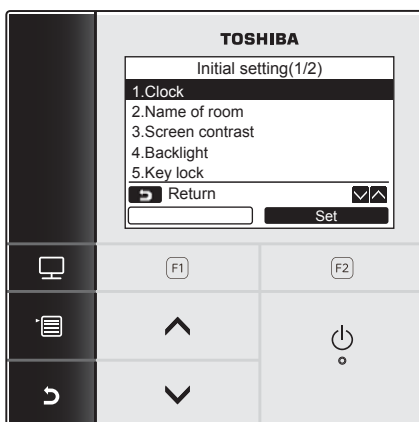 TOSHIBA
Initial setting(1/2)
1.Clock
2.Name of room
3.Screen contrast
4.Backlight
5.Key lock
Return
Set
F1
F2